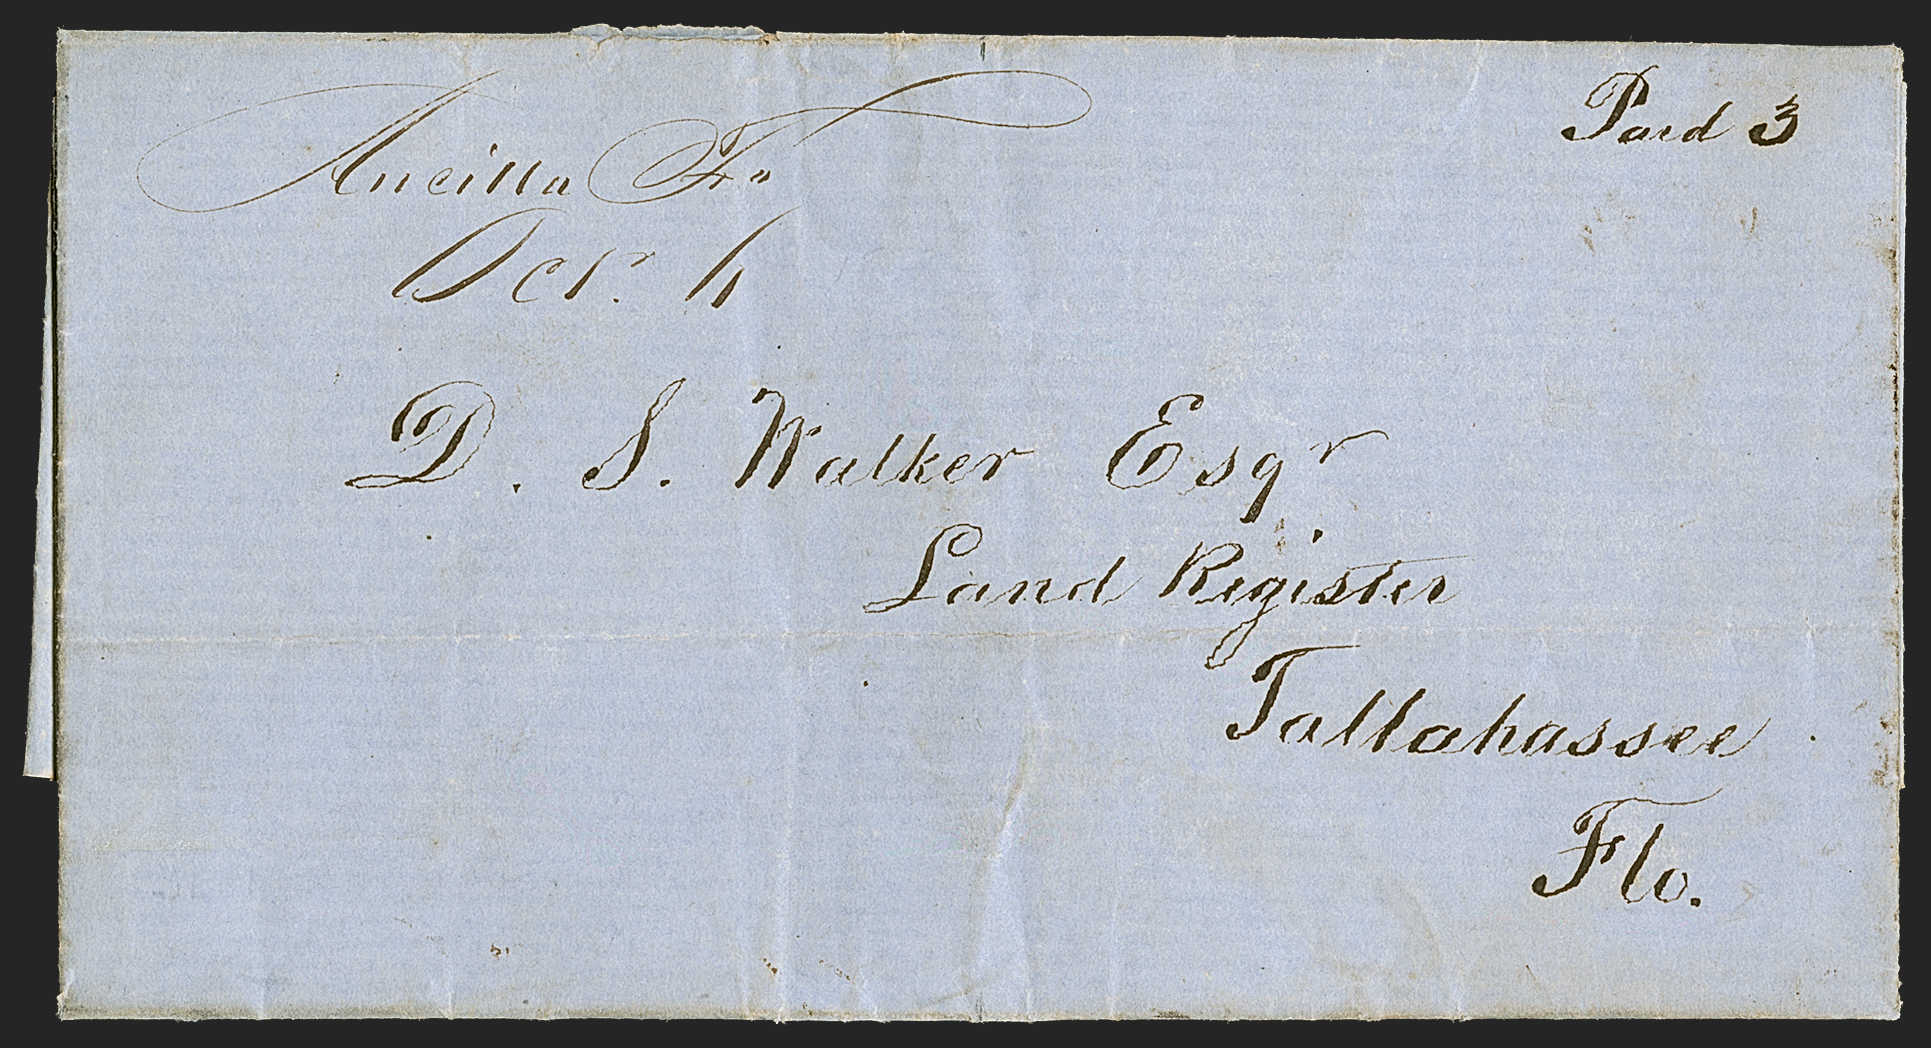 Paid 3
Aucilla Fa
Oct. 4
D. S. Walker Esqr
Land Register
Tallahassee
Flo.